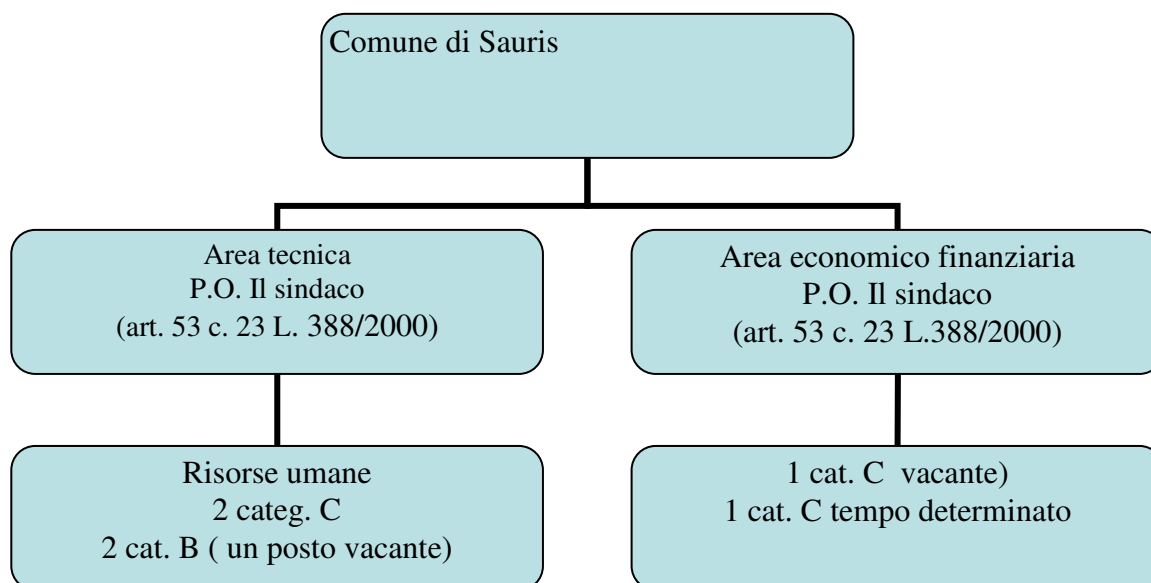 Comune di Sauris
Area tecnica
P.O. Il sindaco
(art. 53 c. 23 L. 388/2000)
Area economico finanziaria
P.O. Il sindaco
(art. 53 c. 23 L.388/2000)
Risorse umane
2 categ. C
2 cat. B ( un posto vacante)
1 cat. C  vacante)
1 cat. C tempo determinato